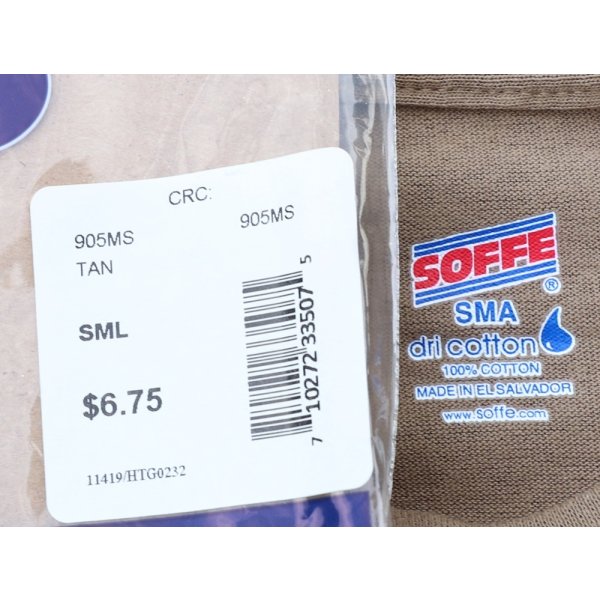 CRC:
905MS 905MS
TAN
SML
$6.75
7 10272 33507 5
11419/HTG0232
SOFFE®
SMA
dri cotton
100% COTTON
MADE IN EL SALVADOR
www.soffe.com